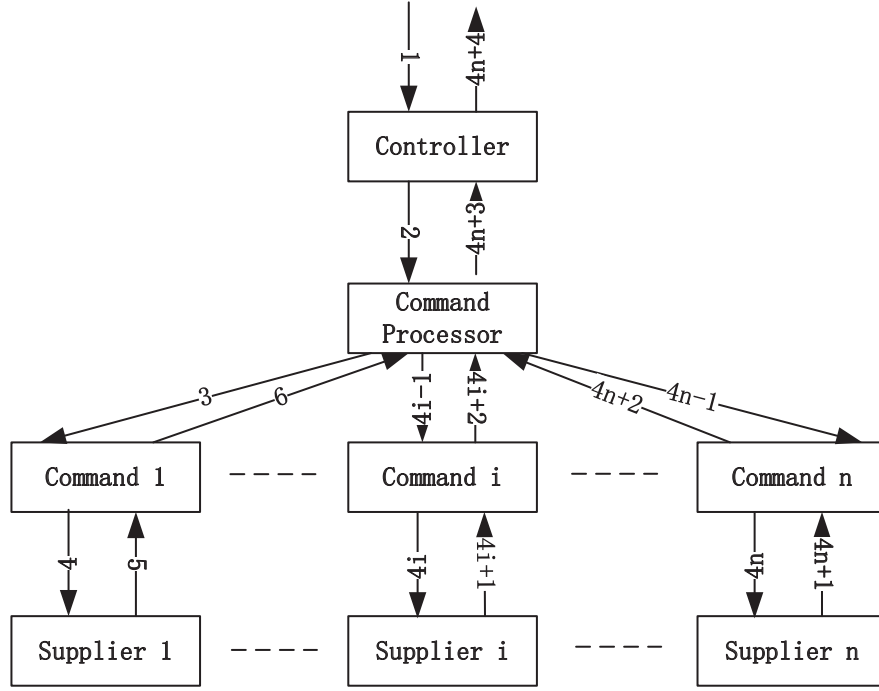 1
4n+4
Controller
2
4n+3
Command
Processor
3
6
4i-1
4i+2
4n+2
4n-1
Command 1
Command i
Command n
4
5
4i
4i+1
4n
4n+1
Supplier 1
Supplier i
Supplier n